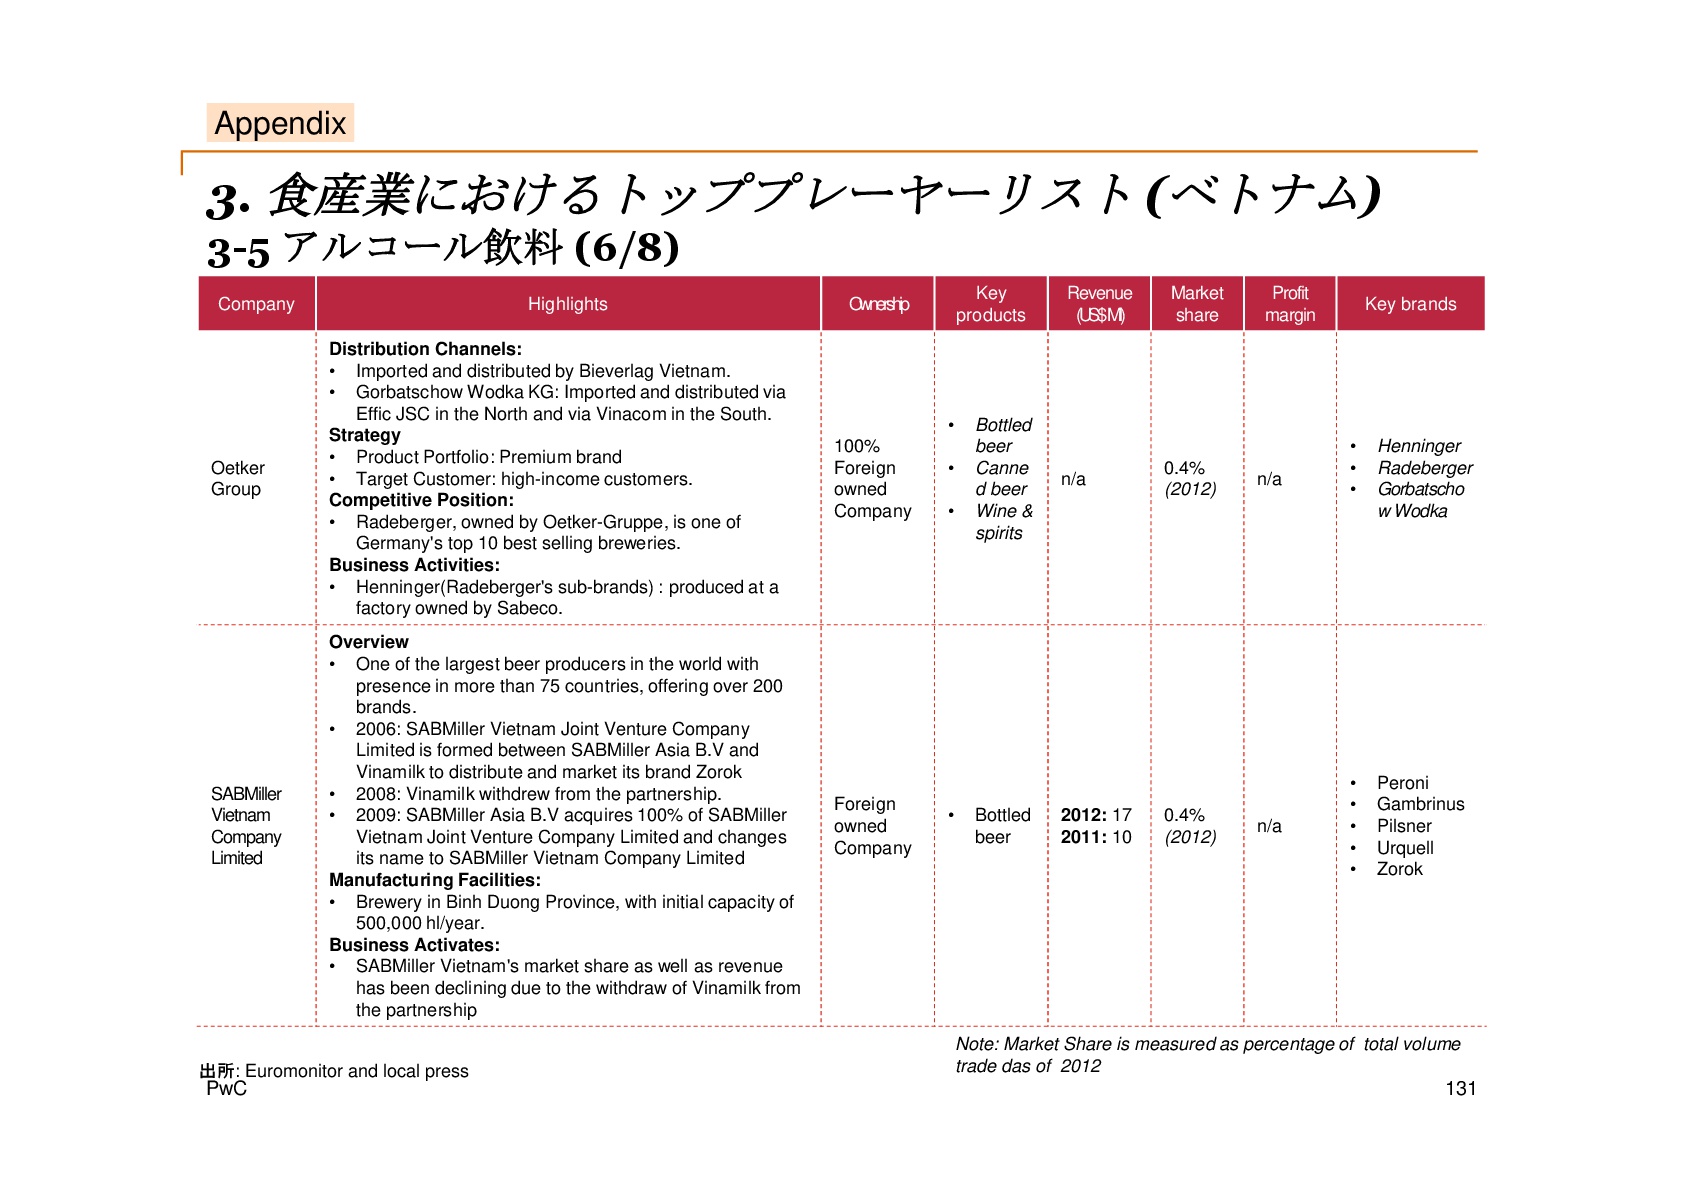 Appendix
3. 食産業におけるトッププレーヤーリスト(ベトナム)
3-5 アルコール飲料 (6/8)
Company
Highlights
Ownership
Key
products
Revenue
(US$M)
Market
share
Profit
margin
Key brands
Oetker
Group
Distribution Channels:
• Imported and distributed by Bieverlag Vietnam.
• Gorbatschow Wodka KG: Imported and distributed via
Effic JSC in the North and via Vinacom in the South.
Strategy
• Product Portfolio: Premium brand
• Target Customer: high-income customers.
Competitive Position:
• Radeberger, owned by Oetker-Gruppe, is one of
Germany's top 10 best selling breweries.
Business Activities:
• Henninger(Radeberger's sub-brands) : produced at a
factory owned by Sabeco.
100%
Foreign
owned
Company
• Bottled
beer
• Canne
d beer
• Wine &
spirits
n/a
0.4%
(2012)
n/a
• Henninger
• Radeberger
• Gorbatscho
w Wodka
SABMiller
Vietnam
Company
Limited
Overview
• One of the largest beer producers in the world with
presence in more than 75 countries, offering over 200
brands.
• 2006: SABMiller Vietnam Joint Venture Company
Limited is formed between SABMiller Asia B.V and
Vinamilk to distribute and market its brand Zorok
• 2008: Vinamilk withdrew from the partnership.
• 2009: SABMiller Asia B.V acquires 100% of SABMiller
Vietnam Joint Venture Company Limited and changes
its name to SABMiller Vietnam Company Limited
Manufacturing Facilities:
• Brewery in Binh Duong Province, with initial capacity of
500,000 hl/year.
Business Activates:
• SABMiller Vietnam's market share as well as revenue
has been declining due to the withdraw of Vinamilk from
the partnership
Foreign
owned
Company
• Bottled
beer
2012: 17
2011: 10
0.4%
(2012)
n/a
• Peroni
• Gambrinus
• Pilsner
• Urquell
• Zorok
Note: Market Share is measured as percentage of total volume
trade das of 2012
出所: Euromonitor and local press
PwC
131